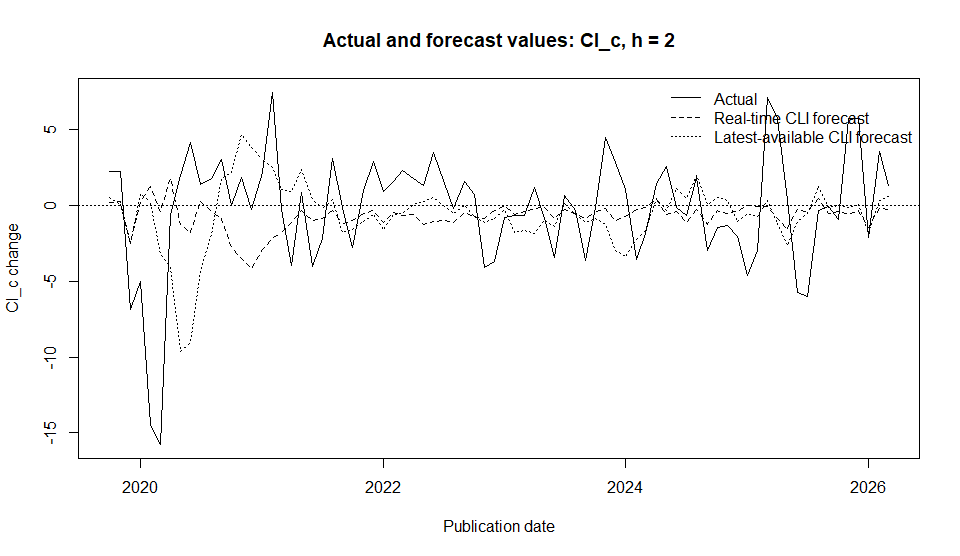 Actual and forecast values: CI_c, h = 2
Actual
Real-time CLI forecast
Latest-available CLI forecast
CI_c change
5
0
-5
-10
-15
2020
2022
2024
2026
Publication date